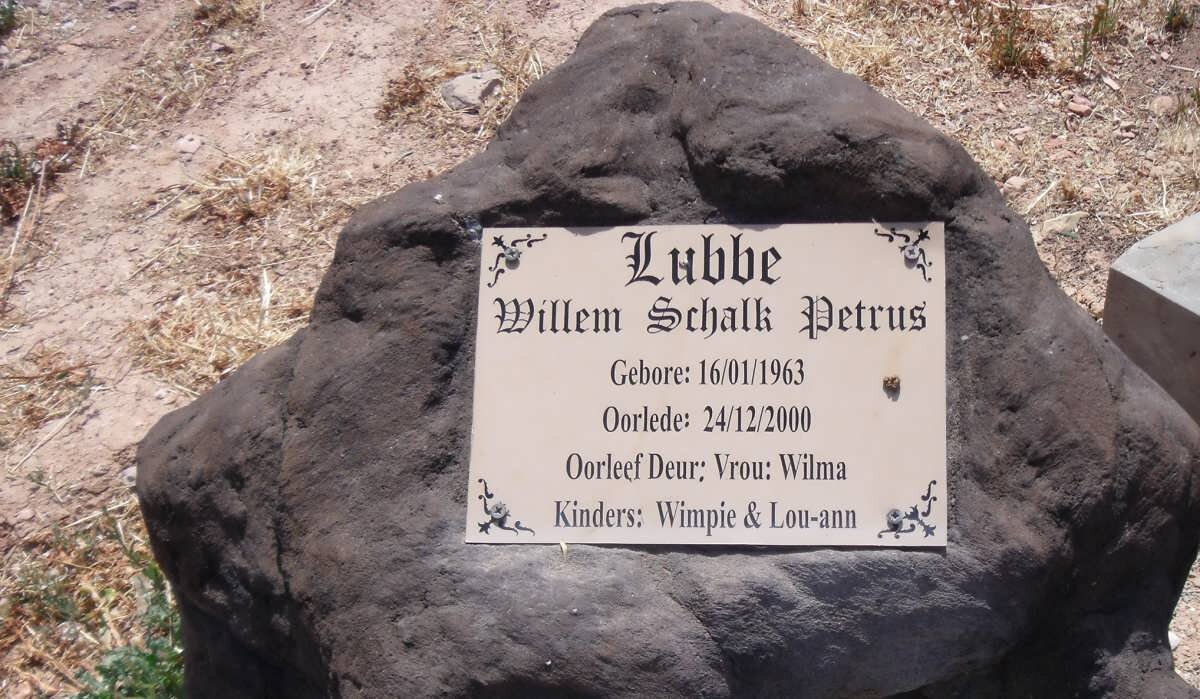 Lubbe
Willem Schalk Petrus
Gebore: 16/01/1963
Oorlede: 24/12/2000
Oorleef Deur: Vrou: Wilma
Kinders: Wimpie & Lou-ann